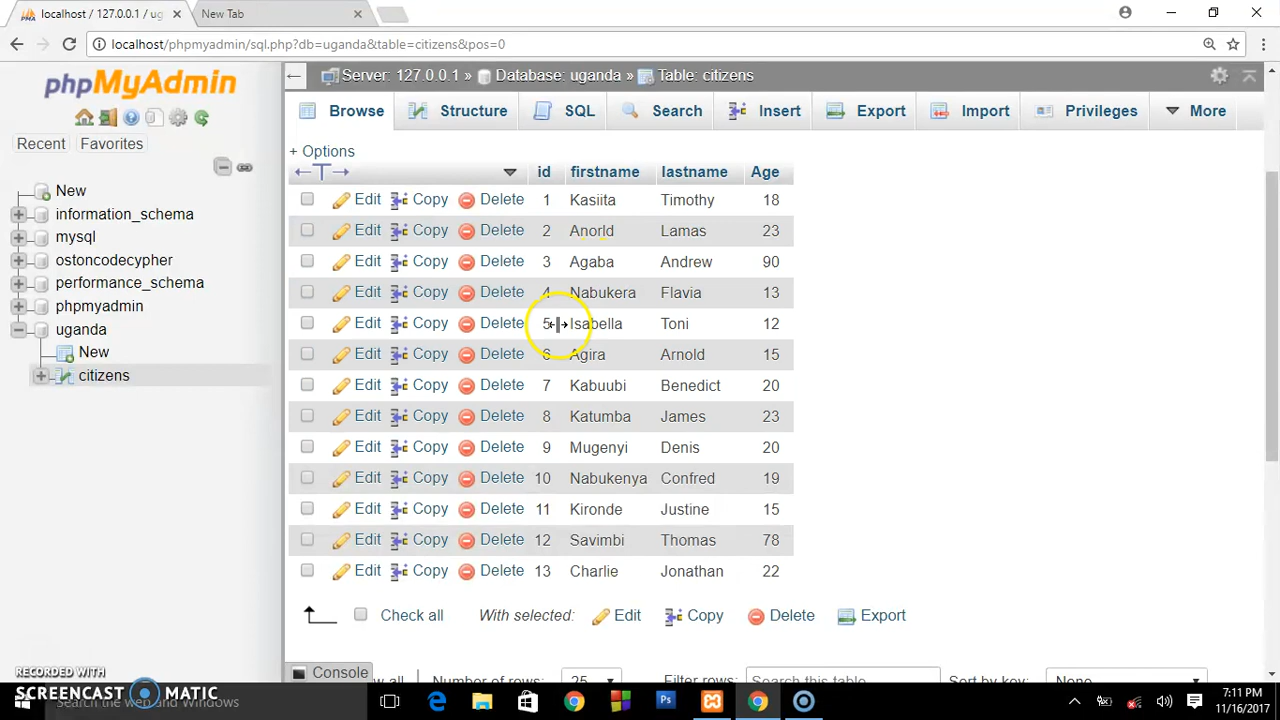 localhost / 127.0.0.1 / ug
New Tab
localhost/phpmyadmin/sql.php?db=uganda&table=citizens&pos=0
phpMyAdmin
Recent Favorites
New
information_schema
mysql
ostoncodecypher
performance_schema
phpmyadmin
uganda
New
citizens
Server: 127.0.0.1 » Database: uganda » Table: citizens
Browse Structure SQL Search Insert Export Import Privileges More
+ Options
id firstname lastname Age
Edit Copy Delete 1 Kasiita Timothy 18
Edit Copy Delete 2 Anorld Lamas 23
Edit Copy Delete 3 Agaba Andrew 90
Edit Copy Delete 4 Nabukera Flavia 13
Edit Copy Delete 5 Isabella Toni 12
Edit Copy Delete 6 Agira Arnold 15
Edit Copy Delete 7 Kabuubi Benedict 20
Edit Copy Delete 8 Katumba James 23
Edit Copy Delete 9 Mugenyi Denis 20
Edit Copy Delete 10 Nabukenya Confred 19
Edit Copy Delete 11 Kironde Justine 15
Edit Copy Delete 12 Savimbi Thomas 78
Edit Copy Delete 13 Charlie Jonathan 22
Check all With selected: Edit Copy Delete Export
Console
Number of rows: 25 Filter rows: Search this table Sort by key: None
RECORDED WITH
SCREENCAST MATIC
Search the web and Windows
7:11 PM
11/16/2017